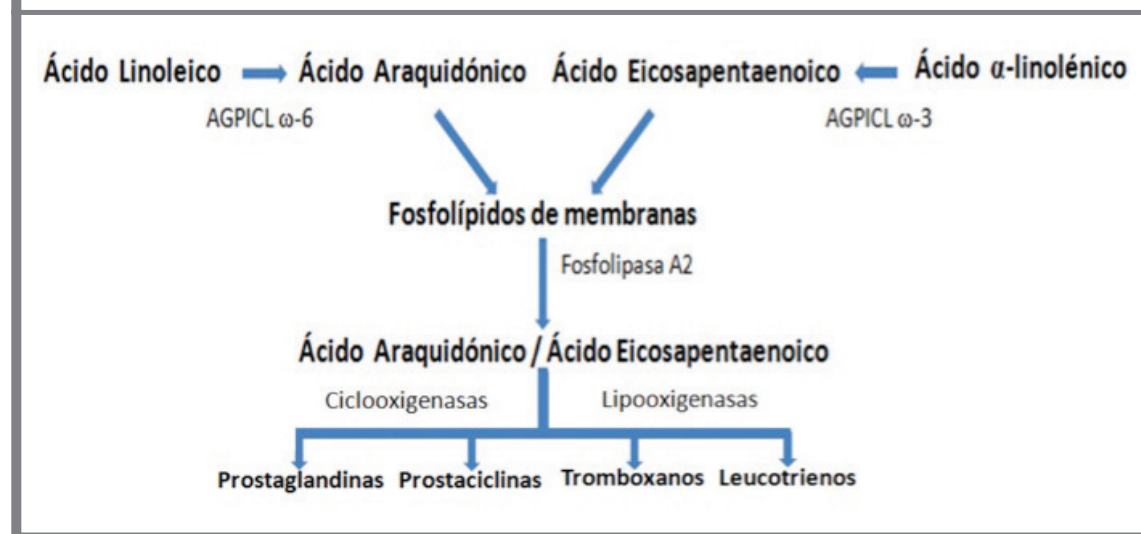 Ácido Linoleico Ácido Araquidónico Ácido Eicosapentaenoico Ácido α-linolénico
AGPICL ω-6 AGPICL ω-3
Fosfolípidos de membranas
Fosfolipasa A2
Ácido Araquidónico / Ácido Eicosapentaenoico
Ciclooxigenasas Lipooxigenasas
Prostaglandinas Prostaciclinas Tromboxanos Leucotrienos